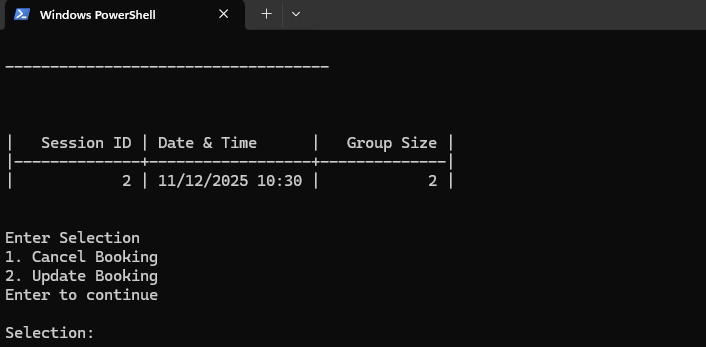 Windows PowerShell
------------------------------------
|   Session ID | Date & Time      |   Group Size |
|--------------+------------------+--------------|
|            2 | 11/12/2025 10:30 |            2 |
Enter Selection
1. Cancel Booking
2. Update Booking
Enter to continue
Selection: